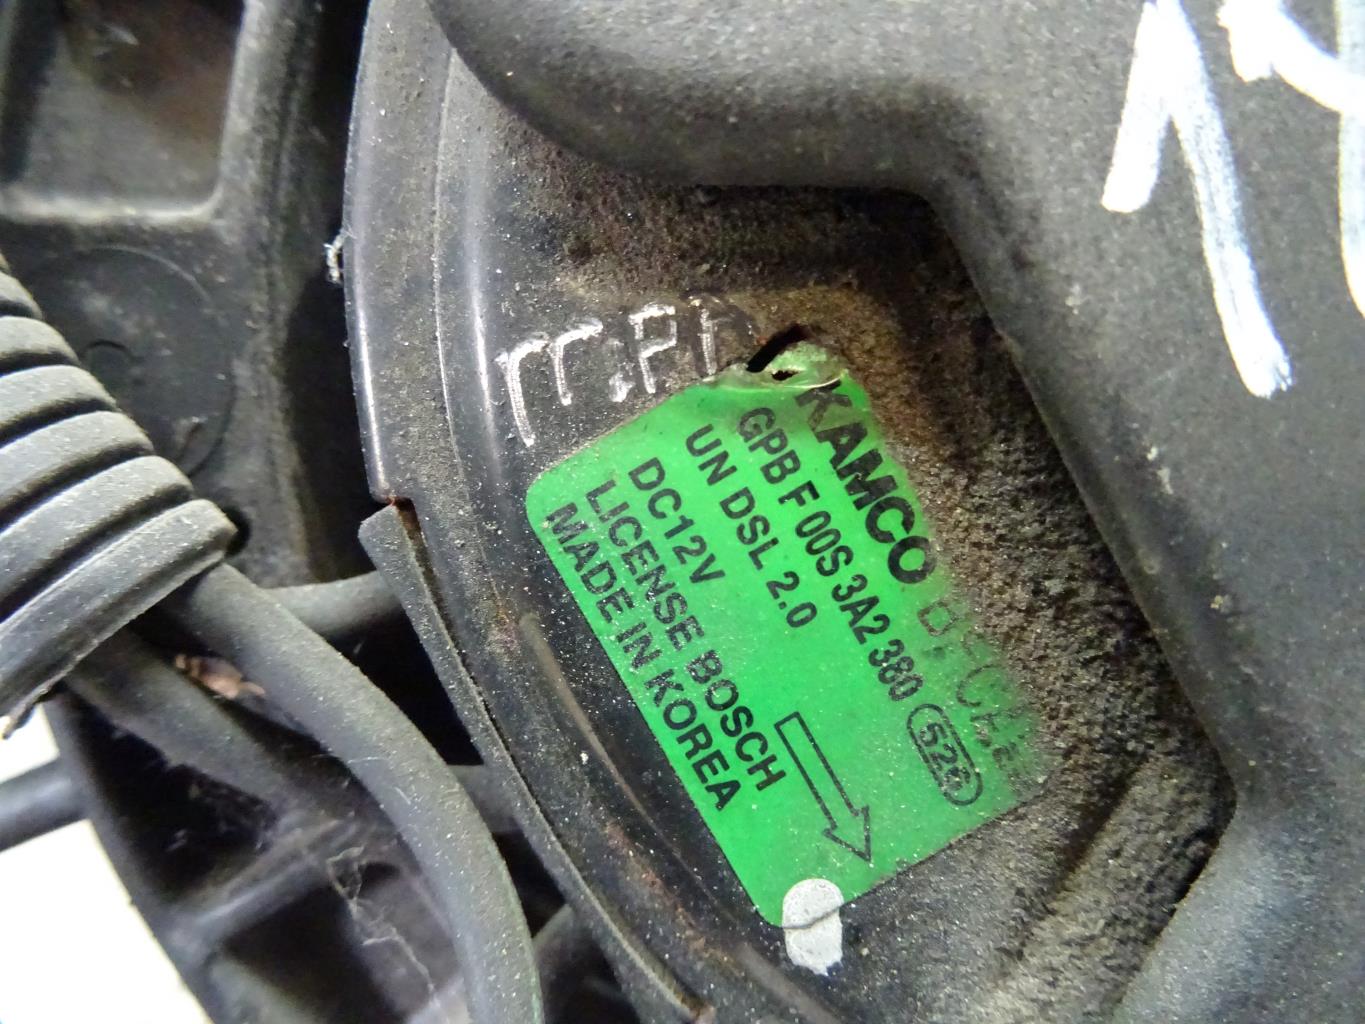 KAMCO
GPB F 00S 3A2 380
UN DSL 2.0
DC12V
LICENSE BOSCH
MADE IN KOREA